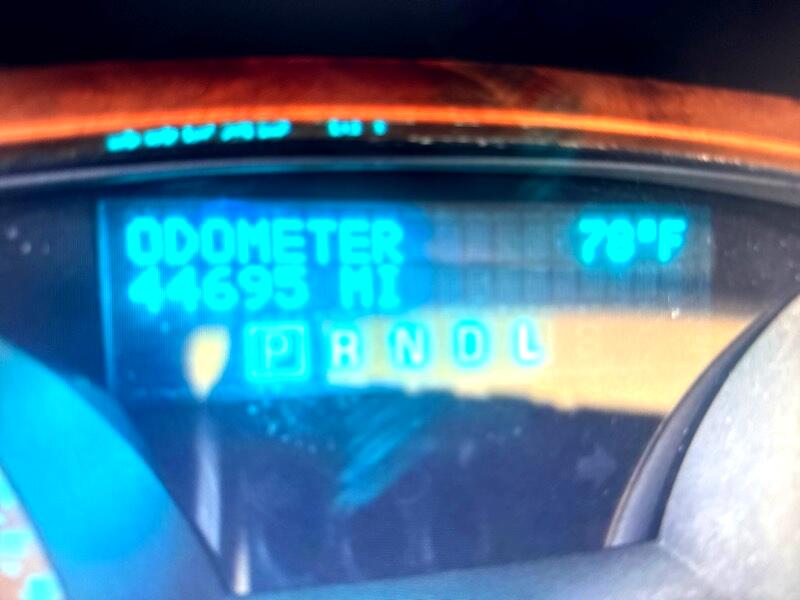 ODOMETER 78°F
44695 MI
P R N D L